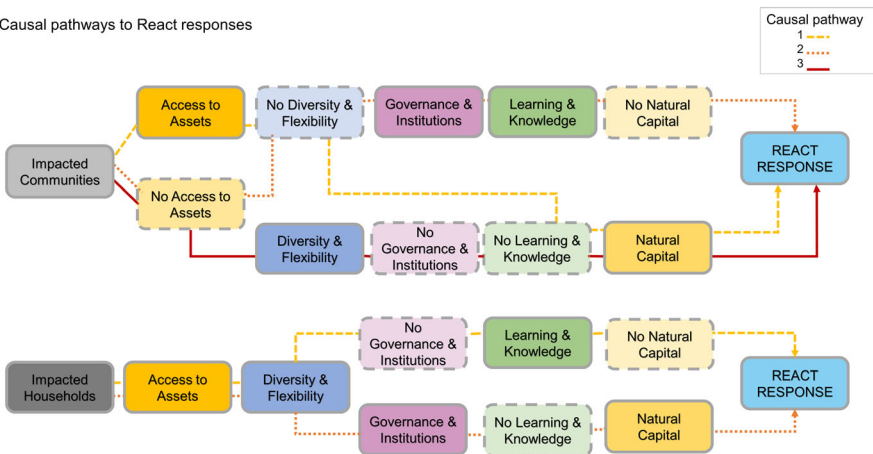 Causal pathways to React responses
Causal pathway
1
2
3
Access to
Assets
No Diversity &
Flexibility
Governance &
Institutions
Learning &
Knowledge
No Natural
Capital
Impacted
Communities
REACT
RESPONSE
No Access to
Assets
Diversity &
Flexibility
No
Governance &
Institutions
No Learning &
Knowledge
Natural
Capital
No
Governance &
Institutions
Learning &
Knowledge
No Natural
Capital
Impacted
Households
Access to
Assets
Diversity &
Flexibility
REACT
RESPONSE
Governance &
Institutions
No Learning &
Knowledge
Natural
Capital